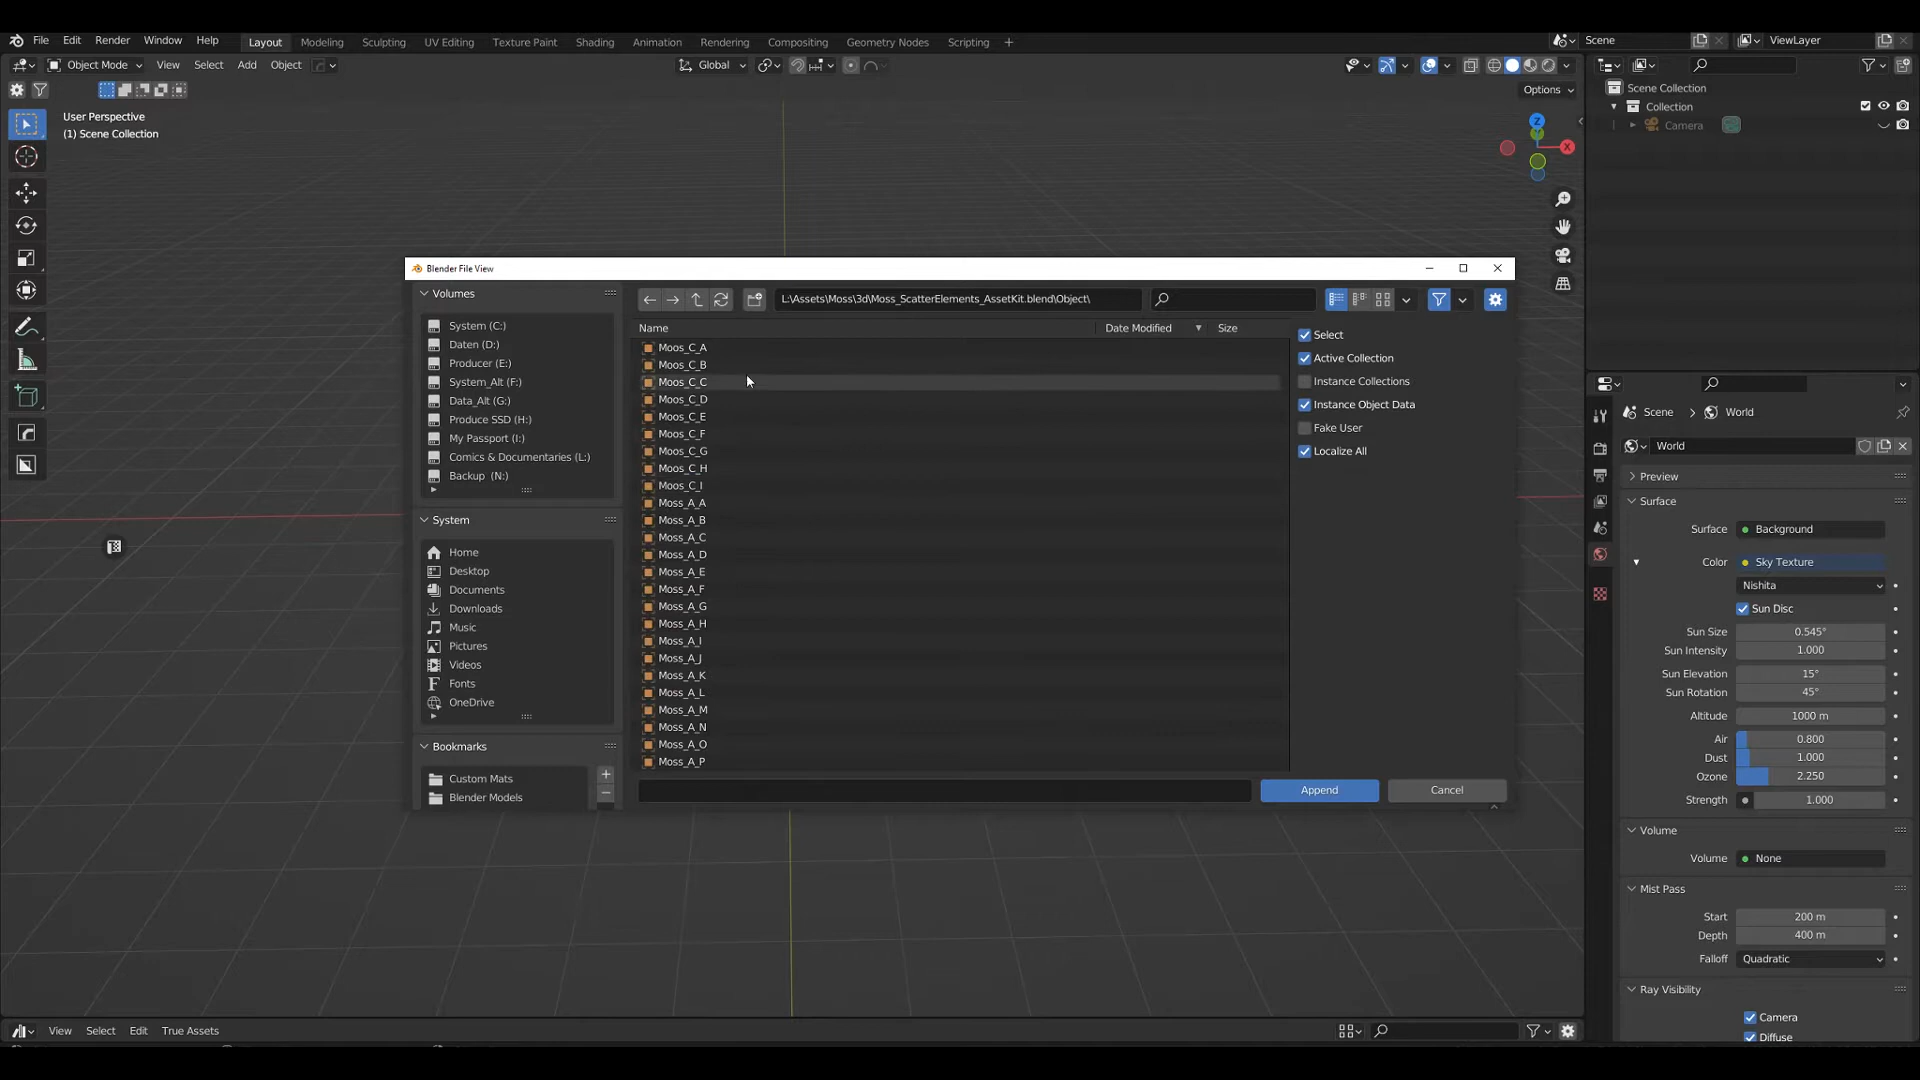 File Edit Render Window Help Layout Modeling Sculpting UV Editing Texture Paint Shading Animation Rendering Compositing Geometry Nodes Scripting + Scene ViewLayer
Object Mode View Select Add Object Global
Options
User Perspective
(1) Scene Collection
Z
X
Scene Collection
Collection
Camera
Blender File View
Volumes
System (C:)
Daten (D:)
Producer (E:)
System_Alt (F:)
Data_Alt (G:)
Produce SSD (H:)
My Passport (I:)
Comics & Documentaries (L:)
Backup (N:)
System
Home
Desktop
Documents
Downloads
Music
Pictures
Videos
Fonts
OneDrive
Bookmarks
Custom Mats
Blender Models
L:\Assets\Moss\3d\Moss_ScatterElements_AssetKit.blend\Object\
Name Date Modified Size
Moos_C_A
Moos_C_B
Moos_C_C
Moos_C_D
Moos_C_E
Moos_C_F
Moos_C_G
Moos_C_H
Moos_C_I
Moss_A_A
Moss_A_B
Moss_A_C
Moss_A_D
Moss_A_E
Moss_A_F
Moss_A_G
Moss_A_H
Moss_A_I
Moss_A_J
Moss_A_K
Moss_A_L
Moss_A_M
Moss_A_N
Moss_A_O
Moss_A_P
Select
Active Collection
Instance Collections
Instance Object Data
Fake User
Localize All
Append Cancel
Scene World
World
Preview
Surface
Surface Background
Color Sky Texture
Nishita
Sun Disc
Sun Size 0.545°
Sun Intensity 1.000
Sun Elevation 15°
Sun Rotation 45°
Altitude 1000 m
Air 0.800
Dust 1.000
Ozone 2.250
Strength 1.000
Volume
Volume None
Mist Pass
Start 200 m
Depth 400 m
Falloff Quadratic
Ray Visibility
Camera
Diffuse
View Select Edit True Assets